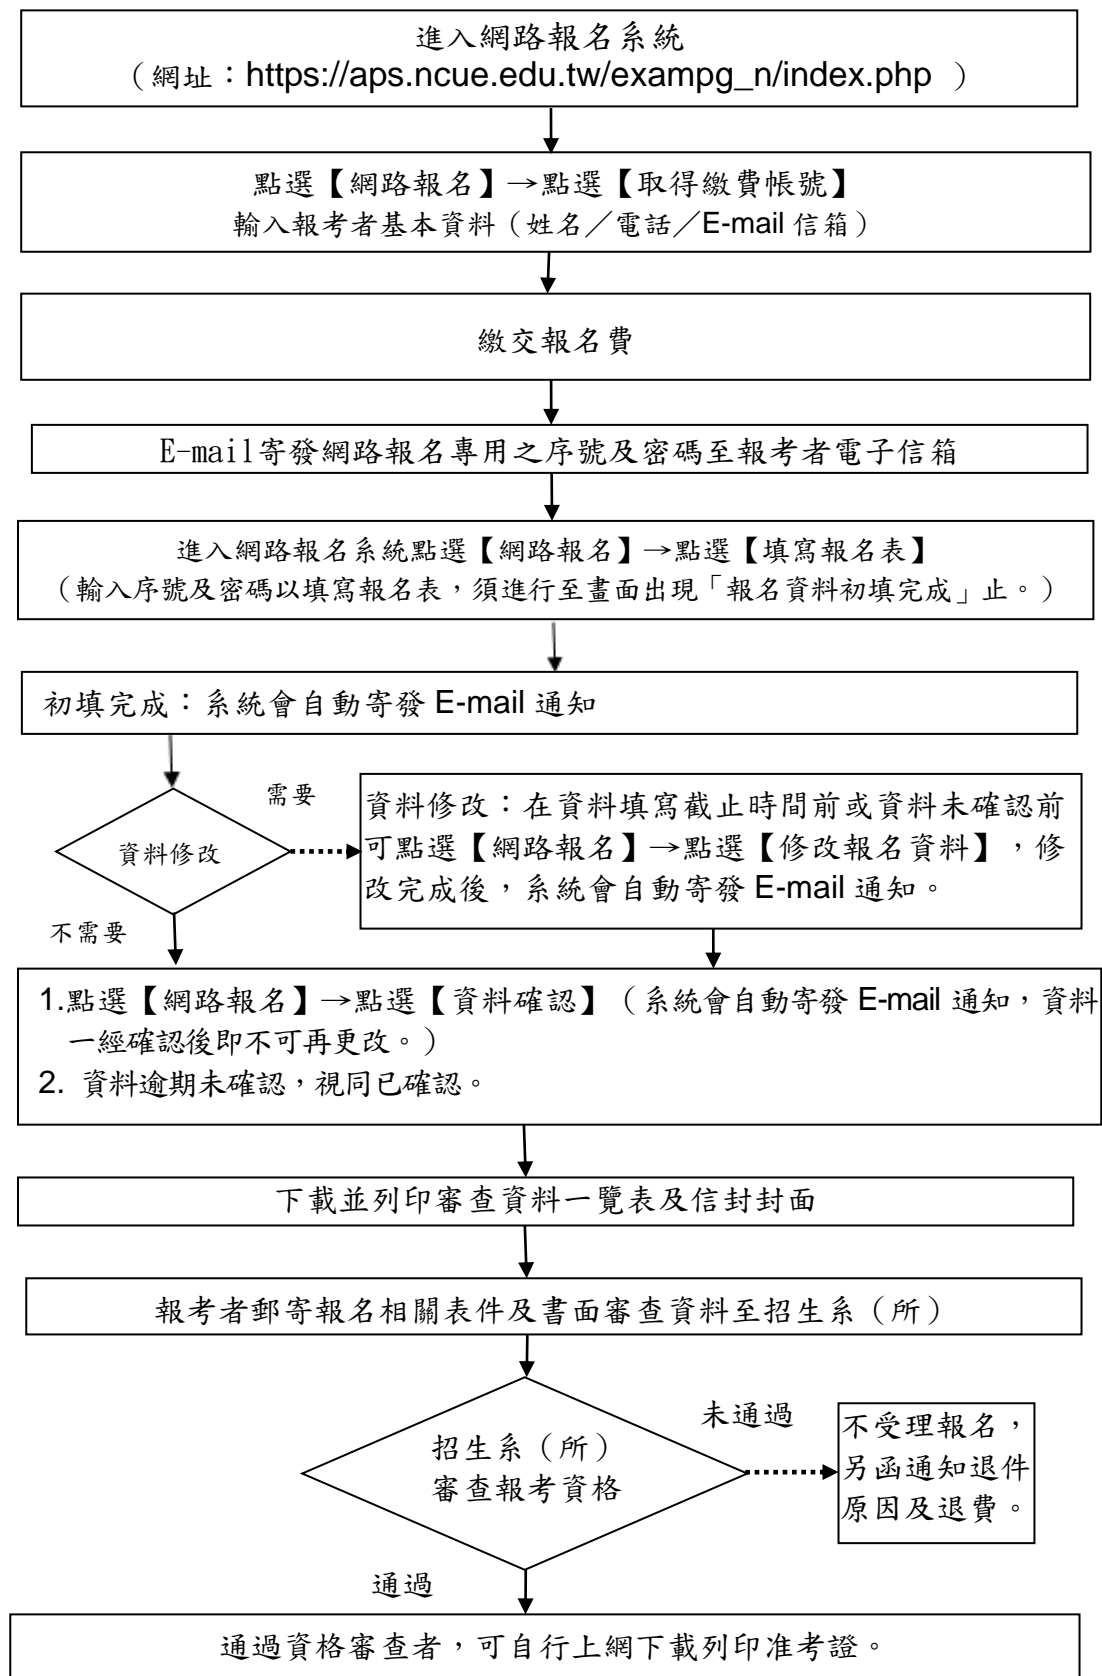 進入網路報名系統
（網址：https://aps.ncue.edu.tw/exampg_n/index.php ）
點選【網路報名】→點選【取得繳費帳號】
輸入報考者基本資料（姓名／電話／E-mail 信箱）
繳交報名費
E-mail寄發網路報名專用之序號及密碼至報考者電子信箱
進入網路報名系統點選【網路報名】→點選【填寫報名表】
（輸入序號及密碼以填寫報名表，須進行至畫面出現「報名資料初填完成」止。）
初填完成：系統會自動寄發 E-mail 通知
資料修改
需要
資料修改：在資料填寫截止時間前或資料未確認前
可點選【網路報名】→點選【修改報名資料】，修
改完成後，系統會自動寄發 E-mail 通知。
不需要
1.點選【網路報名】→點選【資料確認】（系統會自動寄發 E-mail 通知，資料
一經確認後即不可再更改。）
2. 資料逾期未確認，視同已確認。
下載並列印審查資料一覽表及信封封面
報考者郵寄報名相關表件及書面審查資料至招生系（所）
招生系（所）
審查報考資格
未通過
不受理報名，
另函通知退件
原因及退費。
通過
通過資格審查者，可自行上網下載列印准考證。